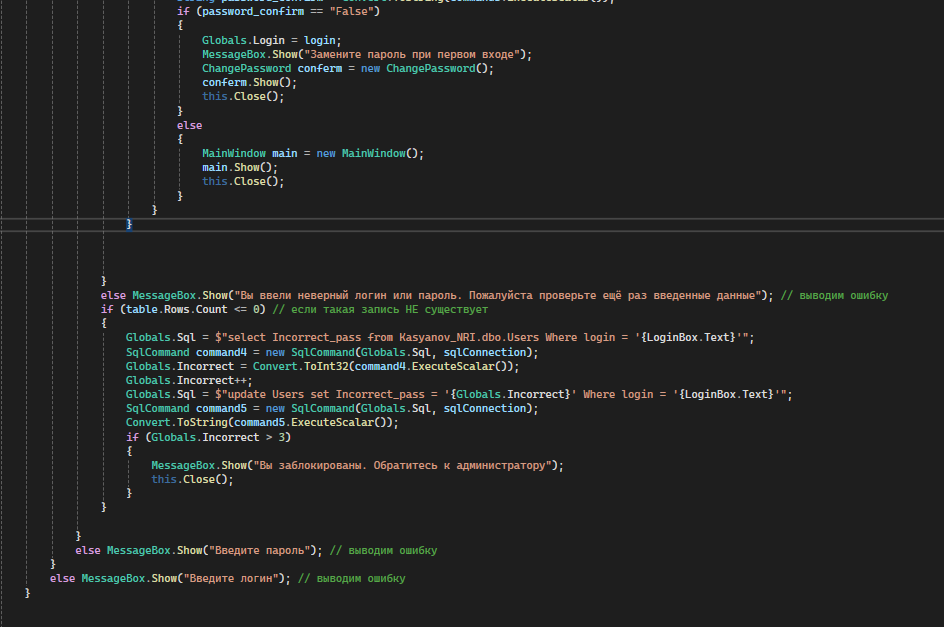 if (password_confirm == "False")
{
Globals.Login = login;
MessageBox.Show("Замените пароль при первом входе");
ChangePassword conferm = new ChangePassword();
conferm.Show();
this.Close();
}
else
{
MainWindow main = new MainWindow();
main.Show();
this.Close();
}
}
}
}
else MessageBox.Show("Вы ввели неверный логин или пароль. Пожалуйста проверьте ещё раз введенные данные"); // выводим ошибку
if (table.Rows.Count <= 0) // если такая запись НЕ существует
{
Globals.Sql = $"select Incorrect_pass from Kasyanov_NRI.dbo.Users Where login = '{LoginBox.Text}'";
SqlCommand command4 = new SqlCommand(Globals.Sql, sqlConnection);
Globals.Incorrect = Convert.ToInt32(command4.ExecuteScalar());
Globals.Incorrect++;
Globals.Sql = $"update Users set Incorrect_pass = '{Globals.Incorrect}' Where login = '{LoginBox.Text}'";
SqlCommand command5 = new SqlCommand(Globals.Sql, sqlConnection);
Convert.ToString(command5.ExecuteScalar());
if (Globals.Incorrect > 3)
{
MessageBox.Show("Вы заблокированы. Обратитесь к администратору");
this.Close();
}
}
}
else MessageBox.Show("Введите пароль"); // выводим ошибку
}
else MessageBox.Show("Введите логин"); // выводим ошибку
}